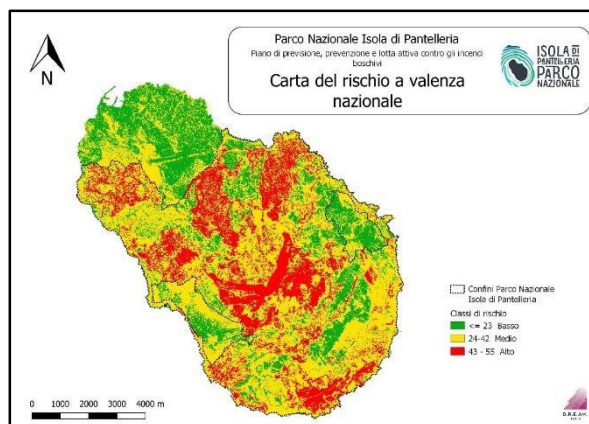 Parco Nazionale Isola di Pantelleria
Piano di previsione, prevenzione e lotta attiva contro gli incendi
boschivi
Carta del rischio a valenza
nazionale
ISOLA DI
PANTELLERIA
PARCO
NAZIONALE
N
Confini Parco Nazionale
Isola di Pantelleria
Classi di rischio
<= 23 Basso
24-42 Medio
43 - 55 Alto
0 1000 2000 3000 4000 m
D.R.E.AM.